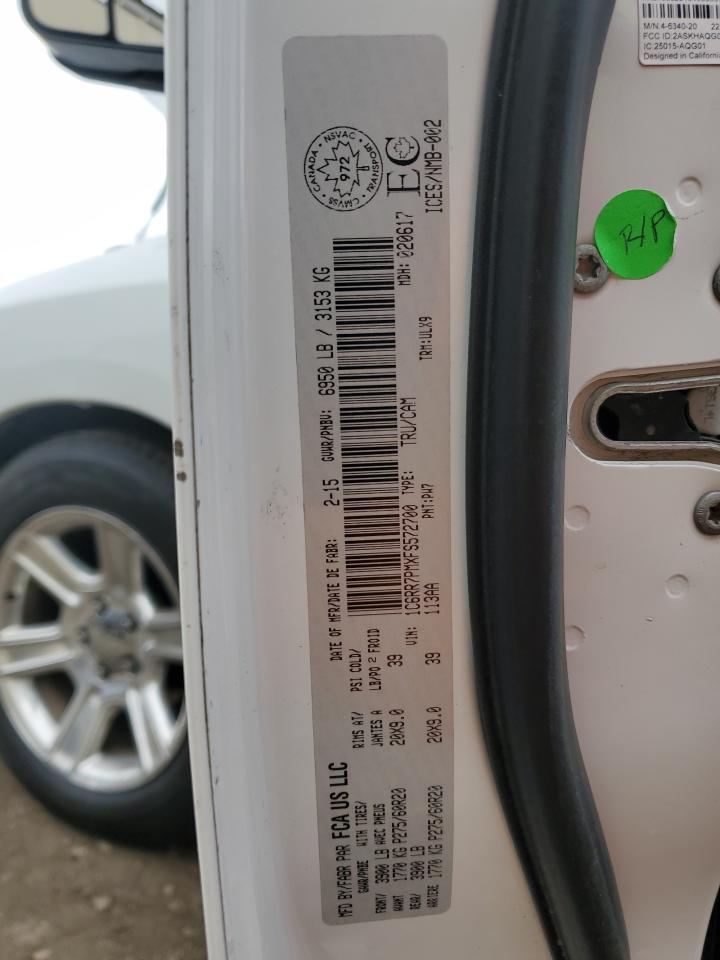 MFD BY/FABR PAR FCA US LLC
DATE OF MFR/DATE DE FABR: 2-15
GVWR/PNBV: 6950 LB / 3153 KG
GAWR/PNBE WITH TIRES/ RIMS AT/ PSI COLD/
FRONT/ 3900 LB AVEC PNEUS JANTES A LB/PO² FROID
AVANT 1770 KG P275/60R20 20X9.0 39
REAR/ 3900 LB
ARRIERE 1770 KG P275/60R20 20X9.0 39
VIN: 1C6RR7PMXFS572700 TYPE: TRU/CAM
MDH: 020617
113AA PNT:PW7 TRM:ULX9
CANADA · NSVAC · TRANSPORT · CMVSS ·
972
EC
ICES/NMB-002
M/N:4-6340-20 22
FCC ID:2ASKHAQG0
IC:25015-AQG01
Designed in California
R/P